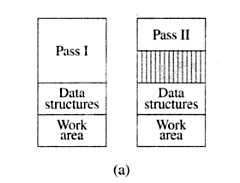 Pass I
Data
structures
Work
area
Pass II
Data
structures
Work
area
(a)